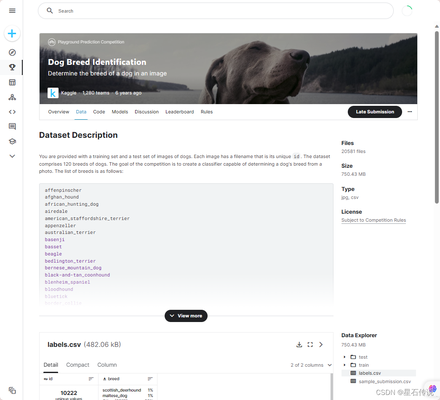 Search
Playground Prediction Competition
Dog Breed Identification
Determine the breed of a dog in an image
Kaggle · 1,280 teams · 6 years ago
Overview Data Code Models Discussion Leaderboard Rules
Late Submission
Dataset Description
You are provided with a training set and a test set of images of dogs. Each image has a filename that is its unique id. The dataset
comprises 120 breeds of dogs. The goal of the competition is to create a classifier capable of determining a dog's breed from a
photo. The list of breeds is as follows:
affenpinscher
afghan_hound
african_hunting_dog
airedale
american_staffordshire_terrier
appenzeller
australian_terrier
basenji
basset
beagle
bedlington_terrier
bernese_mountain_dog
black-and-tan_coonhound
blenheim_spaniel
bloodhound
bluetick
View more
Files
20581 files
Size
750.43 MB
Type
jpg, csv
License
Subject to Competition Rules
labels.csv (482.06 kB)
Detail Compact Column
2 of 2 columns
id
breed
10222
unique values
scottish_deerhound 1%
maltese_dog 1%
Data Explorer
750.43 MB
test
train
labels.csv
sample_submission.csv
CSDN @星石传说